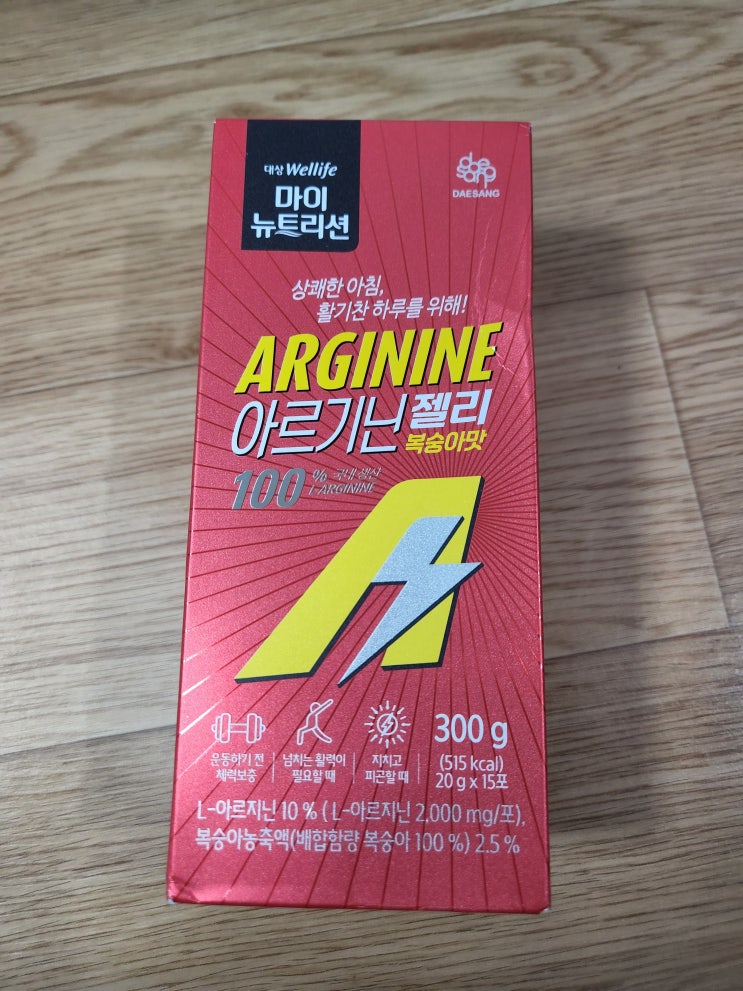 대상 Wellife
마이
뉴트리션
DAESANG
상쾌한 아침,
활기찬 하루를 위해!
ARGININE
아르기닌 젤리
복숭아맛
100% 국내 생산
L-ARGININE
운동하기 전
체력보충
넘치는 활력이
필요할 때
지치고
피곤할 때
300 g
(515 kcal)
20 g x 15포
L-아르지닌 10 % ( L-아르지닌 2,000 mg/포),
복숭아농축액(배합함량 복숭아 100 %) 2.5 %